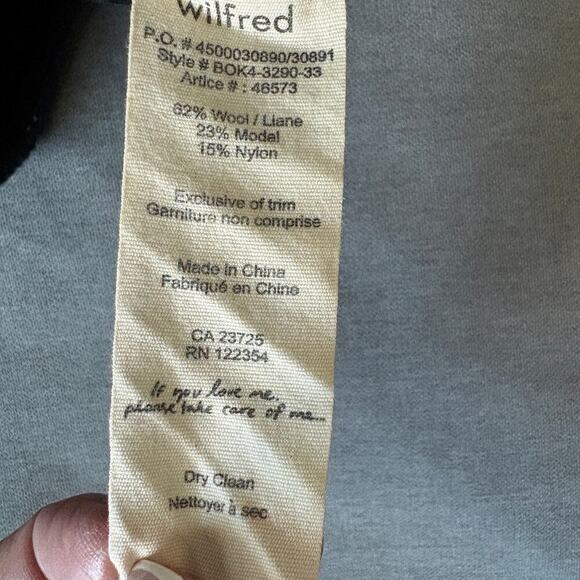 wilfred
P.O. # 4500030890/30891
Style # BOK4-3290-33
Artice # : 46573
62% Wool / Liane
23% Modal
15% Nylon
Exclusive of trim
Garniture non comprise
Made in China
Fabriqué en Chine
CA 23725
RN 122354
If you love me,
please take care of me...
Dry Clean
Nettoyer à sec